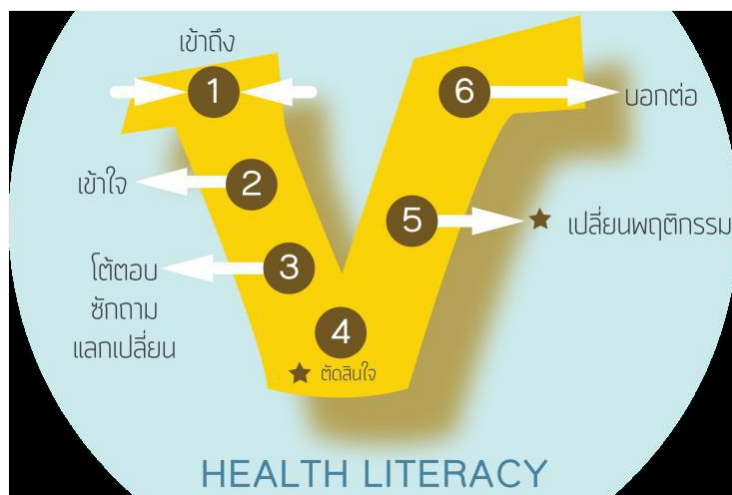 เข้าถึง
1
6
บอกต่อ
เข้าใจ
2
5
★ เปลี่ยนพฤติกรรม
โต้ตอบ
ซักถาม
แลกเปลี่ยน
3
4
★ ตัดสินใจ
HEALTH LITERACY